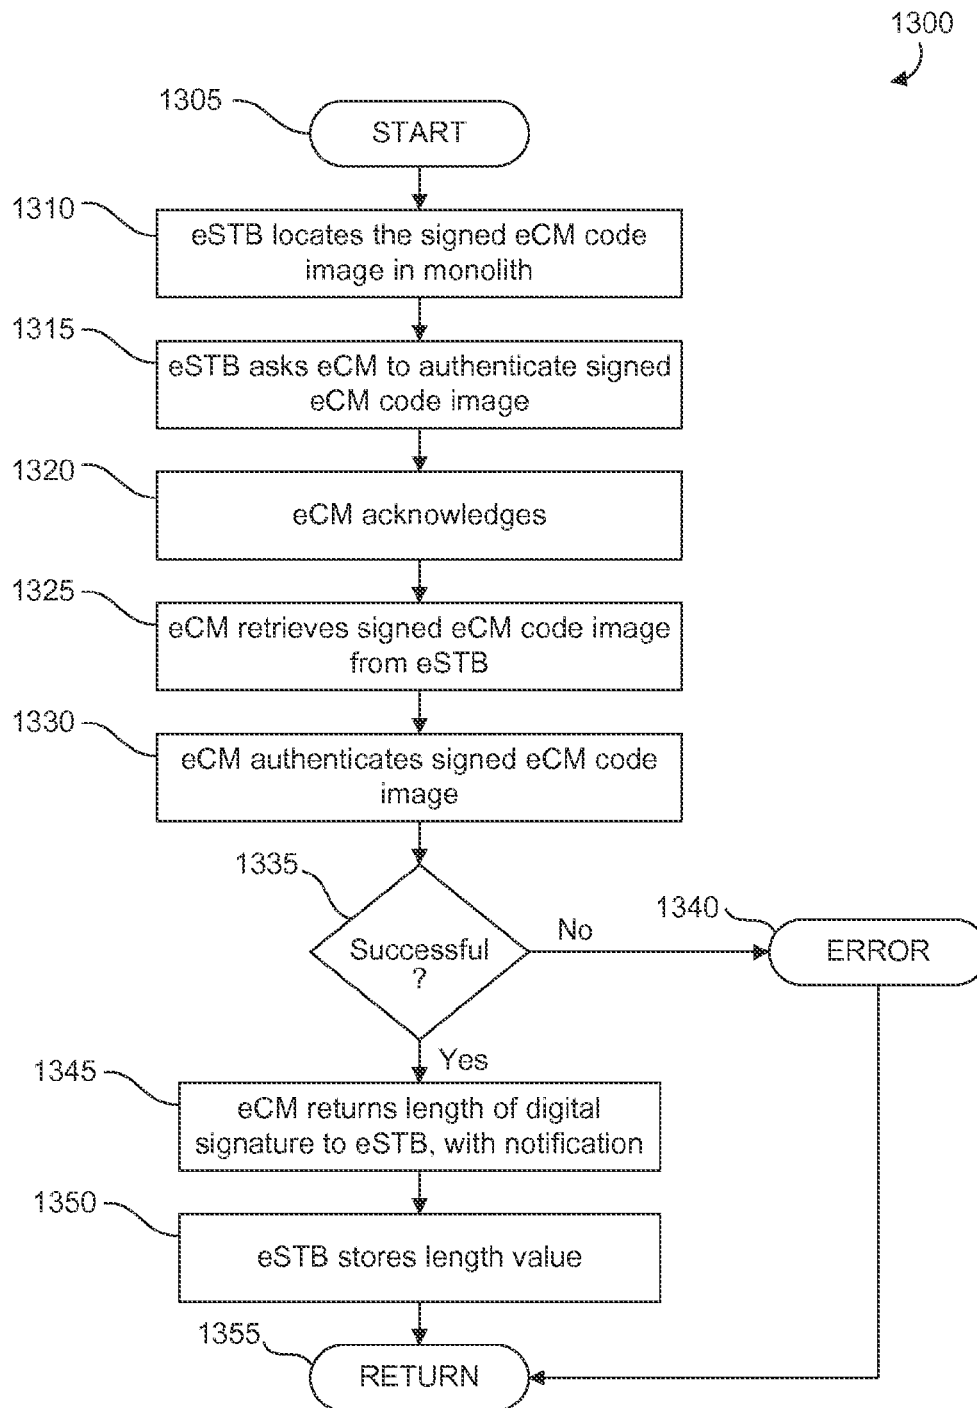 1300
1305
START
1310
eSTB locates the signed eCM code
image in monolith
1315
eSTB asks eCM to authenticate signed
eCM code image
1320
eCM acknowledges
1325
eCM retrieves signed eCM code image
from eSTB
1330
eCM authenticates signed eCM code
image
1335
Successful
?
No
1340
ERROR
Yes
1345
eCM returns length of digital
signature to eSTB, with notification
1350
eSTB stores length value
1355
RETURN